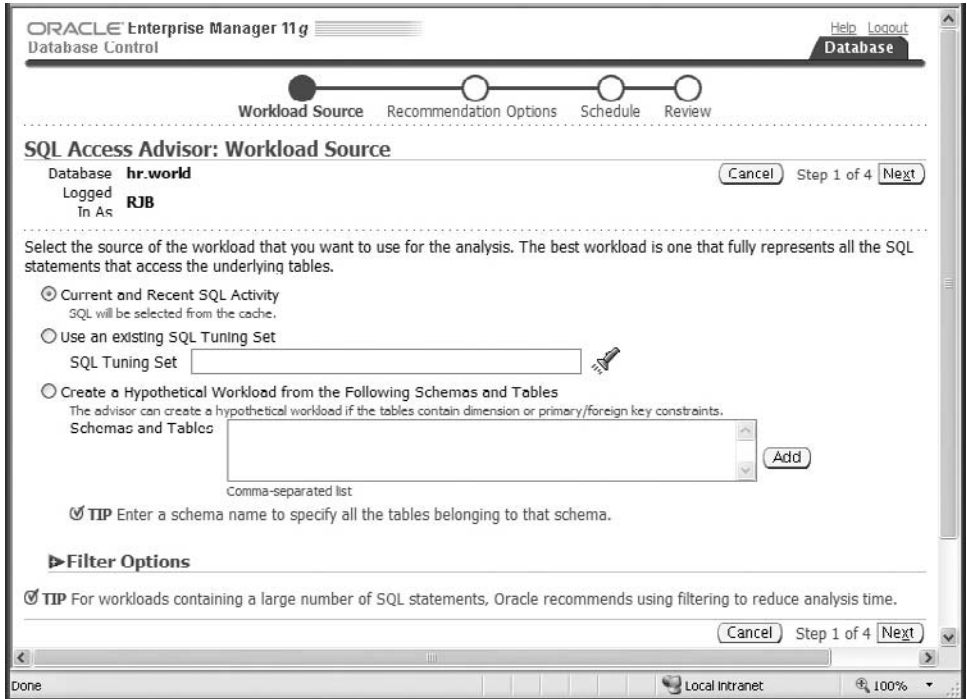 ORACLE Enterprise Manager 11g
Database Control
Help Logout
Database
Workload Source Recommendation Options Schedule Review
SQL Access Advisor: Workload Source
Database hr.world
Logged In As RJB
Cancel Step 1 of 4 Next
Select the source of the workload that you want to use for the analysis. The best workload is one that fully represents all the SQL
statements that access the underlying tables.
Current and Recent SQL Activity
SQL will be selected from the cache.
Use an existing SQL Tuning Set
SQL Tuning Set
Create a Hypothetical Workload from the Following Schemas and Tables
The advisor can create a hypothetical workload if the tables contain dimension or primary/foreign key constraints.
Schemas and Tables
Add
Comma-separated list
TIP Enter a schema name to specify all the tables belonging to that schema.
Filter Options
TIP For workloads containing a large number of SQL statements, Oracle recommends using filtering to reduce analysis time.
Cancel Step 1 of 4 Next
Done Local intranet 100%